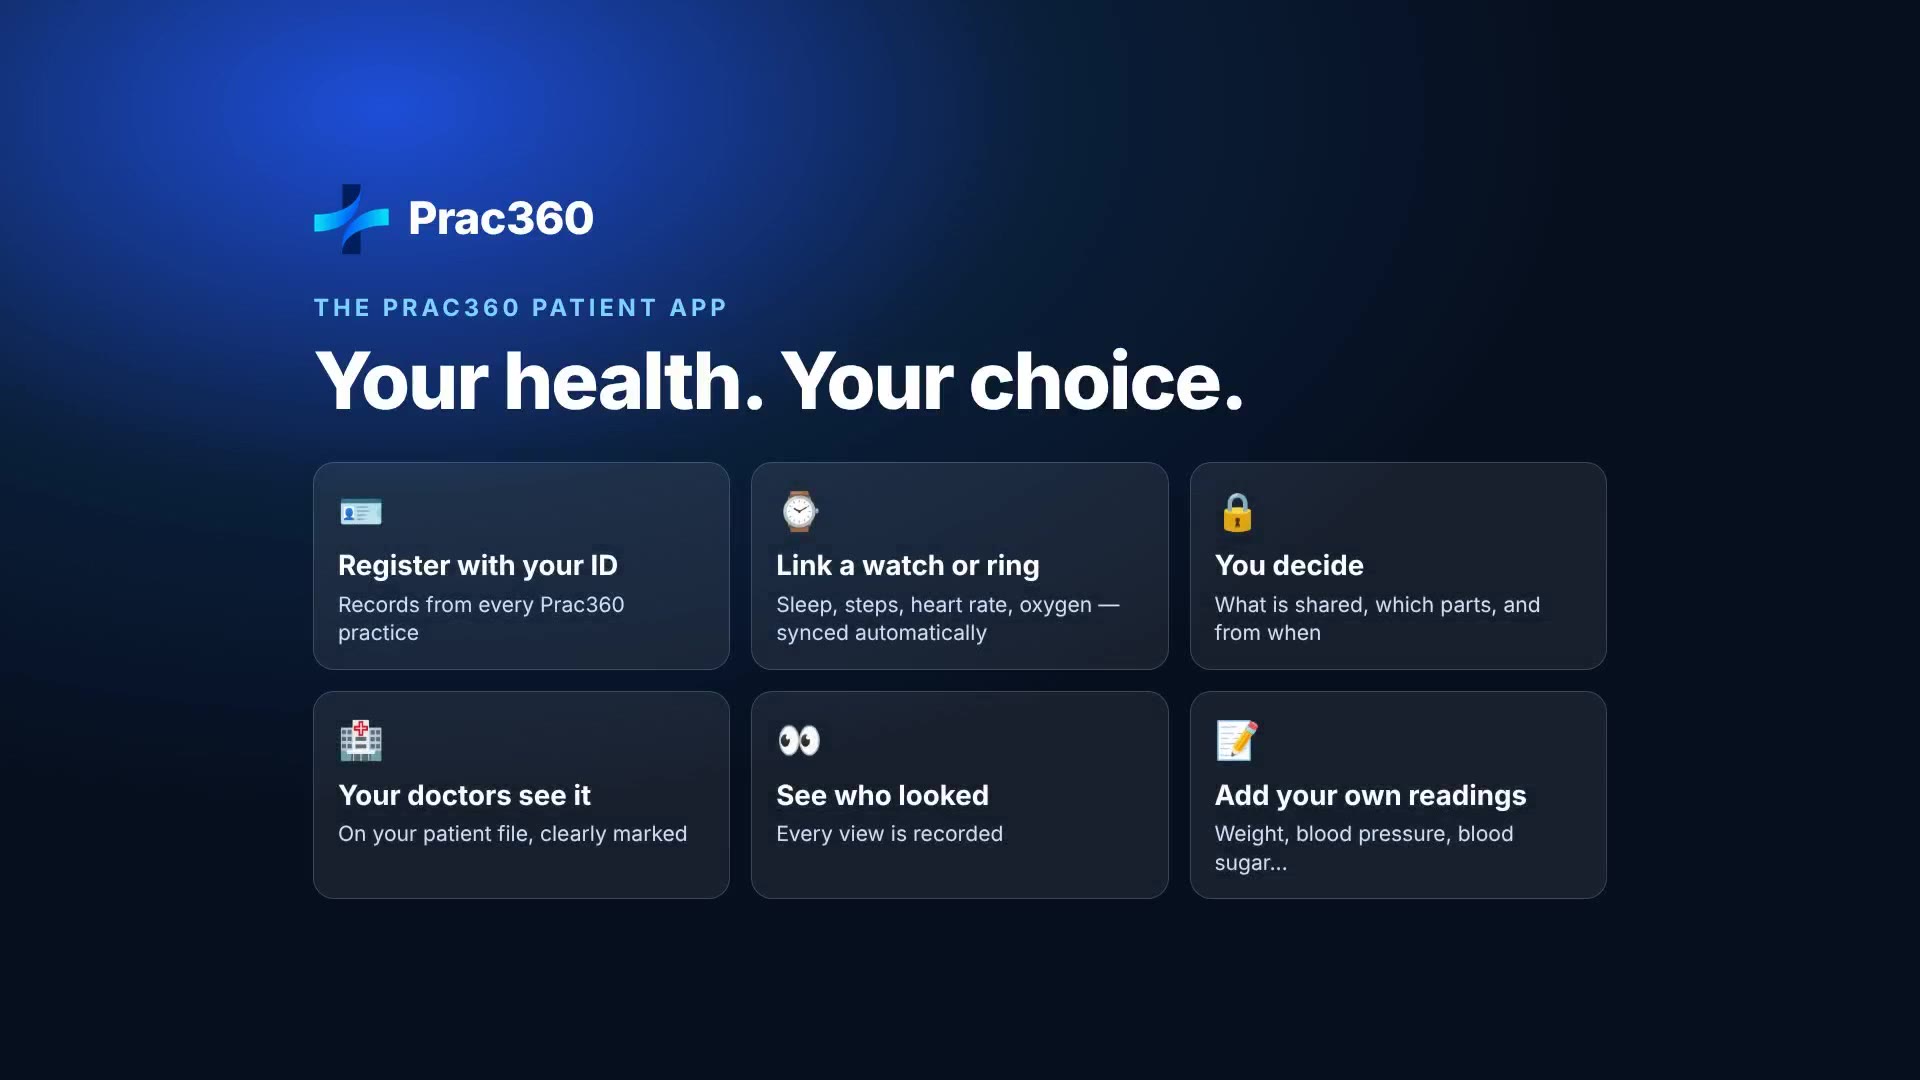 Prac360
THE PRAC360 PATIENT APP
Your health. Your choice.
Register with your ID
Records from every Prac360
practice
Link a watch or ring
Sleep, steps, heart rate, oxygen —
synced automatically
You decide
What is shared, which parts, and
from when
Your doctors see it
On your patient file, clearly marked
See who looked
Every view is recorded
Add your own readings
Weight, blood pressure, blood
sugar...